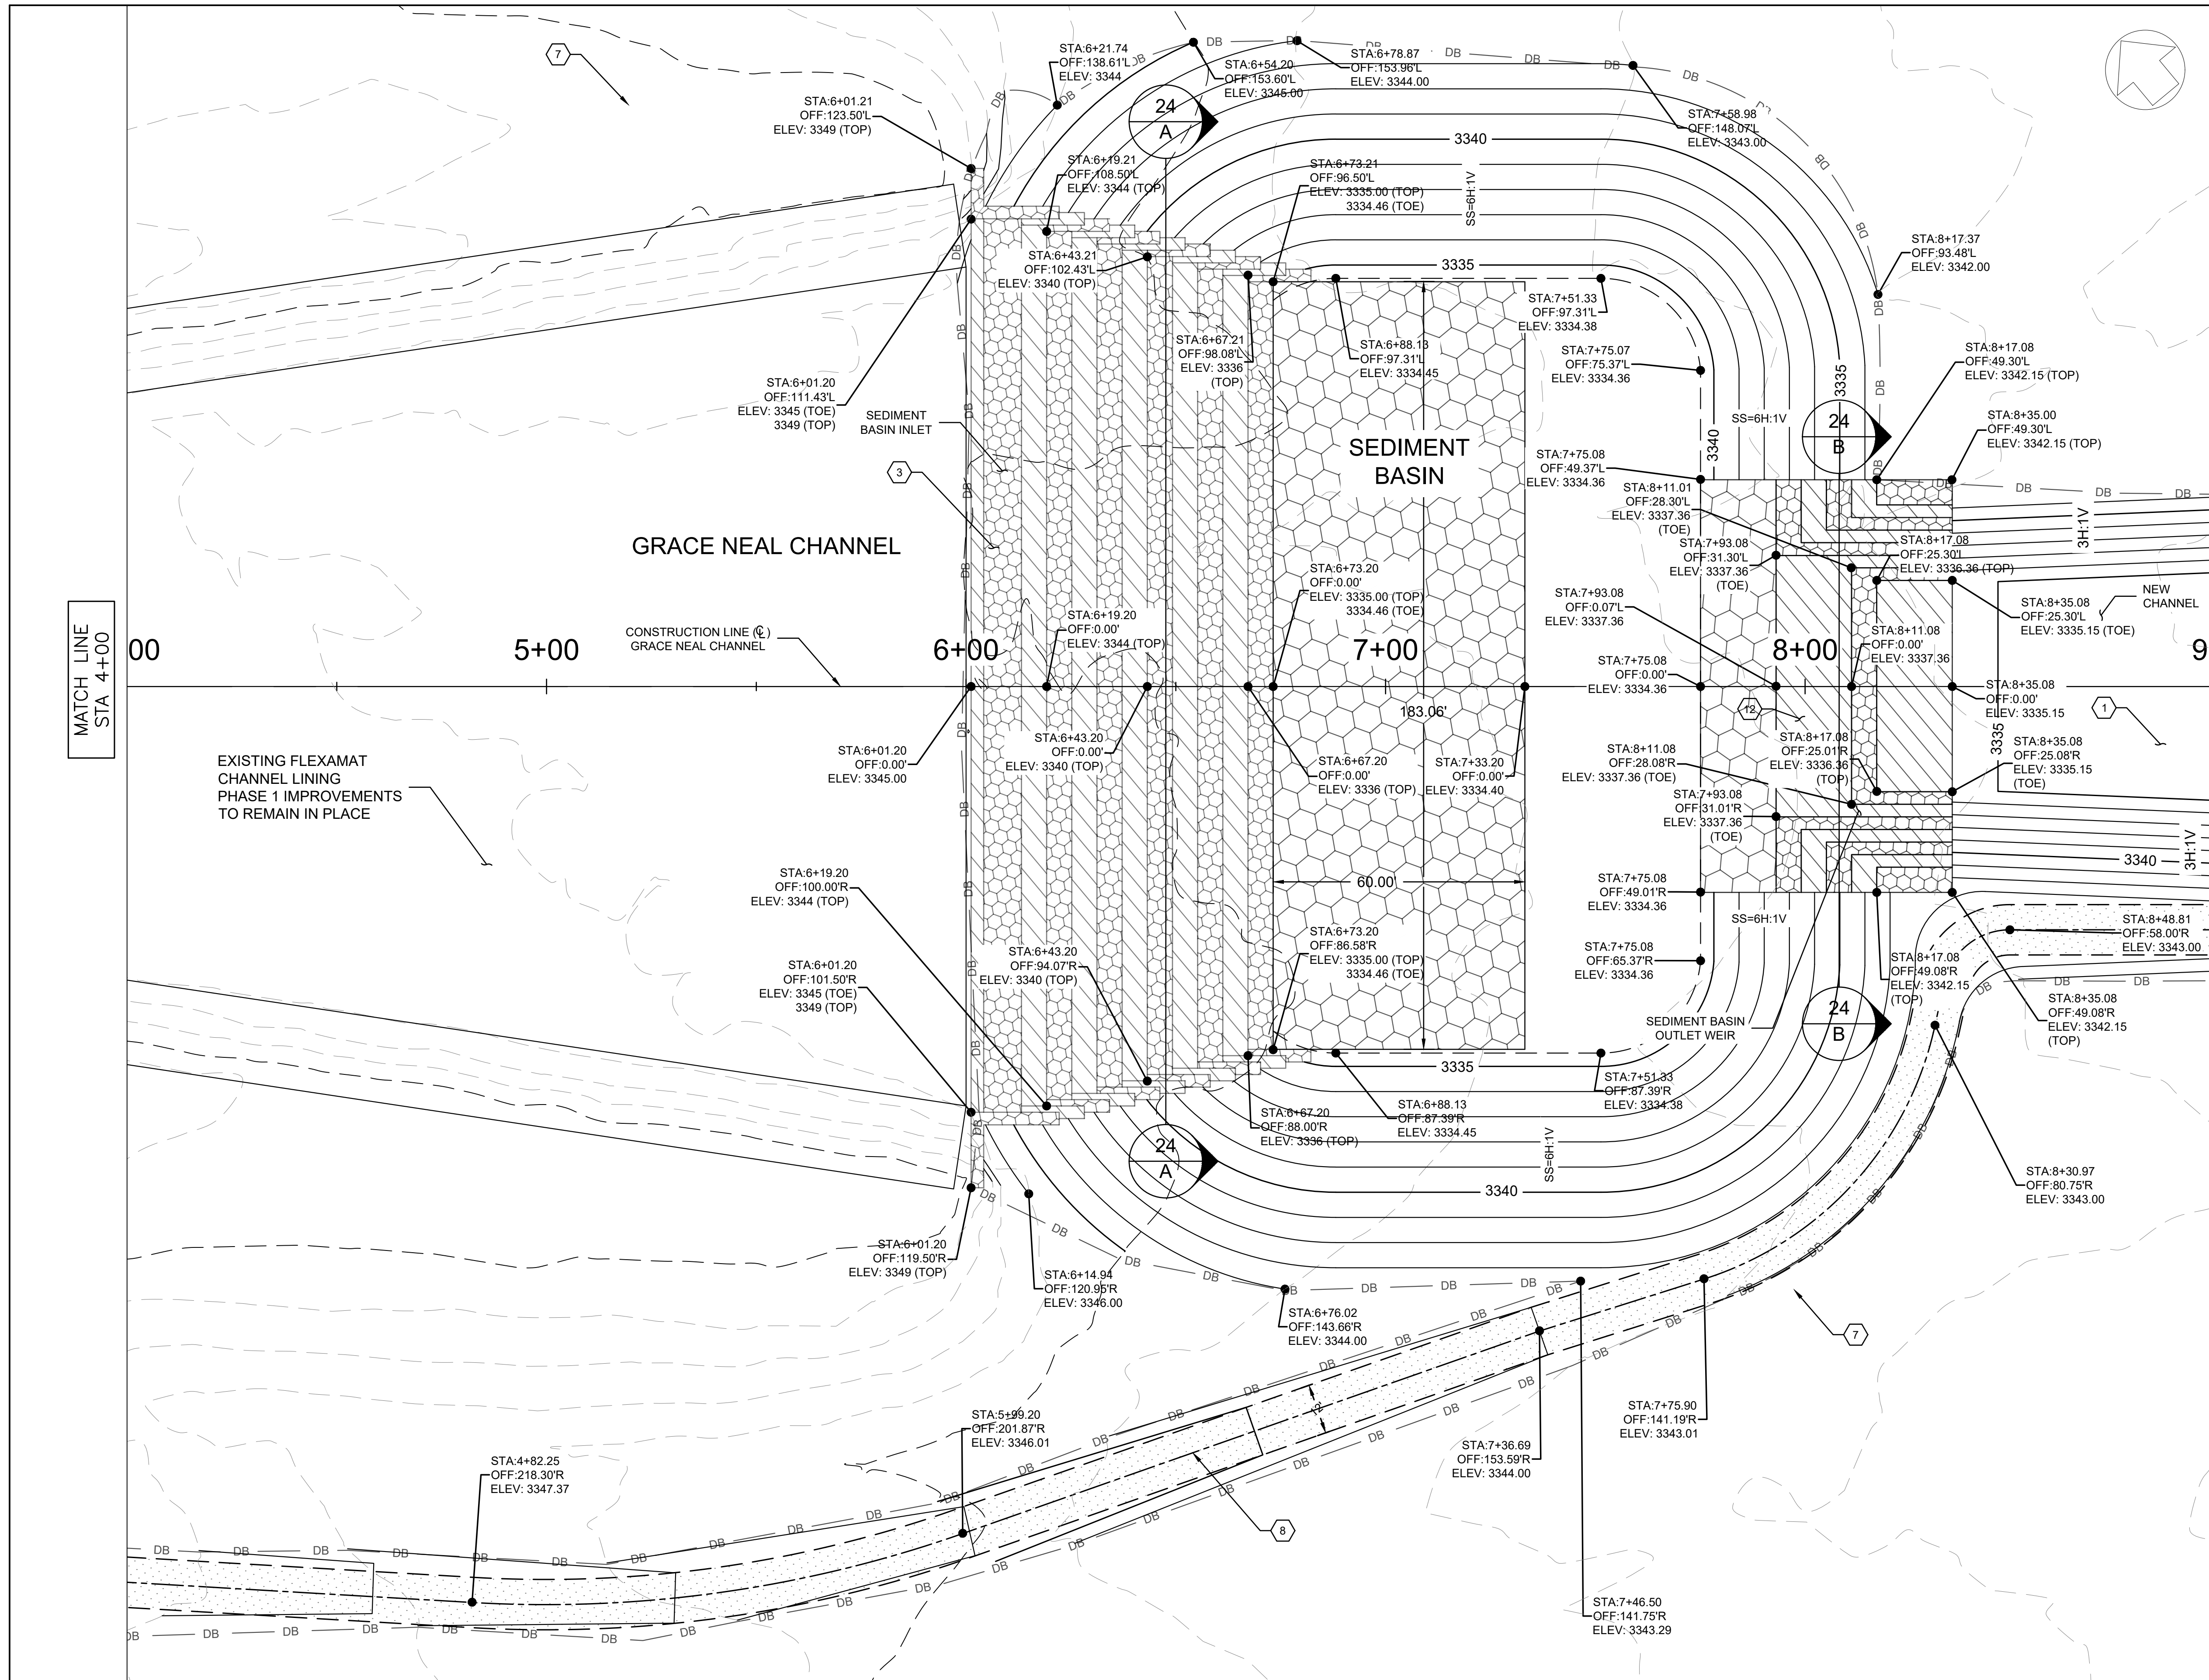 7
STA:6+21.74
OFF:138.61'L
ELEV: 3344
STA:6+54.20
OFF:153.60'L
ELEV: 3345.00
STA:6+78.87
OFF:153.96'L
ELEV: 3344.00
STA:7+58.98
OFF:148.07'L
ELEV: 3343.00
STA:6+01.21
OFF:123.50'L
ELEV: 3349 (TOP)
24
A
3340
STA:6+19.21
OFF:108.50'L
ELEV: 3344 (TOP)
STA:6+73.21
OFF:96.50'L
ELEV: 3335.00 (TOP)
3334.46 (TOE)
SS=6H:1V
STA:6+43.21
OFF:102.43'L
ELEV: 3340 (TOP)
3335
STA:8+17.37
OFF:93.48'L
ELEV: 3342.00
STA:7+51.33
OFF:97.31'L
ELEV: 3334.38
STA:6+67.21
OFF:98.08'L
ELEV: 3336
(TOP)
STA:6+88.13
OFF:97.31'L
ELEV: 3334.45
STA:7+75.07
OFF:75.37'L
ELEV: 3334.36
STA:8+17.08
OFF:49.30'L
ELEV: 3342.15 (TOP)
STA:6+01.20
OFF:111.43'L
ELEV: 3345 (TOE)
3349 (TOP)
SEDIMENT
BASIN INLET
3
SEDIMENT
BASIN
3340
SS=6H:1V
3335
24
B
STA:8+35.00
OFF:49.30'L
ELEV: 3342.15 (TOP)
STA:7+75.08
OFF:49.37'L
ELEV: 3334.36
STA:8+11.01
OFF:28.30'L
ELEV: 3337.36
(TOE)
STA:7+93.08
OFF:31.30'L
ELEV: 3337.36
(TOE)
STA:8+17.08
OFF:25.30'L
ELEV: 3336.36 (TOP)
3H:1V
GRACE NEAL CHANNEL
STA:6+73.20
OFF:0.00'
ELEV: 3335.00 (TOP)
3334.46 (TOE)
STA:7+93.08
OFF:0.07'L
ELEV: 3337.36
STA:8+35.08
OFF:25.30'L
ELEV: 3335.15 (TOE)
NEW
CHANNEL
MATCH LINE
STA 4+00
CONSTRUCTION LINE (℄)
GRACE NEAL CHANNEL
STA:6+19.20
OFF:0.00'
ELEV: 3344 (TOP)
STA:8+11.08
OFF:0.00'
ELEV: 3337.36
00
5+00
6+00
7+00
8+00
9
STA:7+75.08
OFF:0.00'
ELEV: 3334.36
STA:8+35.08
OFF:0.00'
ELEV: 3335.15
183.06'
12
1
3335
STA:6+01.20
OFF:0.00'
ELEV: 3345.00
STA:6+43.20
OFF:0.00'
ELEV: 3340 (TOP)
STA:6+67.20
OFF:0.00'
ELEV: 3336 (TOP)
STA:7+33.20
OFF:0.00'
ELEV: 3334.40
STA:8+11.08
OFF:28.08'R
ELEV: 3337.36 (TOE)
STA:8+17.08
OFF:25.01'R
ELEV: 3336.36
(TOP)
STA:8+35.08
OFF:25.08'R
ELEV: 3335.15
(TOE)
EXISTING FLEXAMAT
CHANNEL LINING
PHASE 1 IMPROVEMENTS
TO REMAIN IN PLACE
STA:7+93.08
OFF:31.01'R
ELEV: 3337.36
(TOE)
3340
3H:1V
60.00'
STA:6+19.20
OFF:100.00'R
ELEV: 3344 (TOP)
STA:7+75.08
OFF:49.01'R
ELEV: 3334.36
SS=6H:1V
STA:8+48.81
OFF:58.00'R
ELEV: 3343.00
STA:6+01.20
OFF:101.50'R
ELEV: 3345 (TOE)
3349 (TOP)
STA:6+43.20
OFF:94.07'R
ELEV: 3340 (TOP)
STA:6+73.20
OFF:86.58'R
ELEV: 3335.00 (TOP)
3334.46 (TOE)
STA:7+75.08
OFF:65.37'R
ELEV: 3334.36
STA:8+17.08
OFF:49.08'R
ELEV: 3342.15
(TOP)
SEDIMENT BASIN
OUTLET WEIR
24
B
STA:8+35.08
OFF:49.08'R
ELEV: 3342.15
(TOP)
3335
STA:7+51.33
OFF:87.39'R
ELEV: 3334.38
STA:6+67.20
OFF:88.00'R
ELEV: 3336 (TOP)
STA:6+88.13
OFF:87.39'R
ELEV: 3334.45
SS=6H:1V
24
A
3340
STA:8+30.97
OFF:80.75'R
ELEV: 3343.00
STA:6+01.20
OFF:119.50'R
ELEV: 3349 (TOP)
STA:6+14.94
OFF:120.95'R
ELEV: 3346.00
STA:6+76.02
OFF:143.66'R
ELEV: 3344.00
7
12'
STA:5+99.20
OFF:201.87'R
ELEV: 3346.01
STA:7+36.69
OFF:153.59'R
ELEV: 3344.00
STA:7+75.90
OFF:141.19'R
ELEV: 3343.01
STA:4+82.25
OFF:218.30'R
ELEV: 3347.37
8
STA:7+46.50
OFF:141.75'R
ELEV: 3343.29
DB